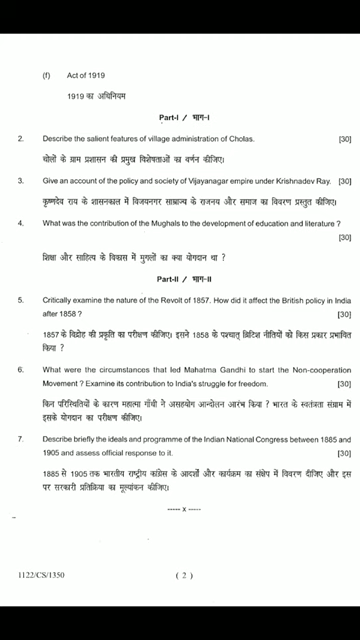 (f) Act of 1919
1919 का अधिनियम
Part-I / भाग-I
2. Describe the salient features of village administration of Cholas. [30]
चोलों के ग्राम प्रशासन की प्रमुख विशेषताओं का वर्णन कीजिए।
3. Give an account of the policy and society of Vijayanagar empire under Krishnadev Ray. [30]
कृष्णदेव राय के शासनकाल में विजयनगर साम्राज्य के राजनय और समाज का विवरण प्रस्तुत कीजिए।
4. What was the contribution of the Mughals to the development of education and literature ?
[30]
शिक्षा और साहित्य के विकास में मुगलों का क्या योगदान था ?
Part-II / भाग-II
5. Critically examine the nature of the Revolt of 1857. How did it affect the British policy in India
after 1858 ? [30]
1857 के विद्रोह की प्रकृति का परीक्षण कीजिए। इसने 1858 के पश्चात् ब्रिटिश नीतियों को किस प्रकार प्रभावित
किया ?
6. What were the circumstances that led Mahatma Gandhi to start the Non-cooperation
Movement ? Examine its contribution to India's struggle for freedom. [30]
किन परिस्थितियों के कारण महात्मा गाँधी ने असहयोग आन्दोलन आरंभ किया ? भारत के स्वतंत्रता संग्राम में
इसके योगदान का परीक्षण कीजिए।
7. Describe briefly the ideals and programme of the Indian National Congress between 1885 and
1905 and assess official response to it. [30]
1885 से 1905 तक भारतीय राष्ट्रीय कांग्रेस के आदर्शों और कार्यक्रम का संक्षेप में विवरण दीजिए और इस
पर सरकारी प्रतिक्रिया का मूल्यांकन कीजिए।
----- x -----
1122/CS/1350 ( 2 )